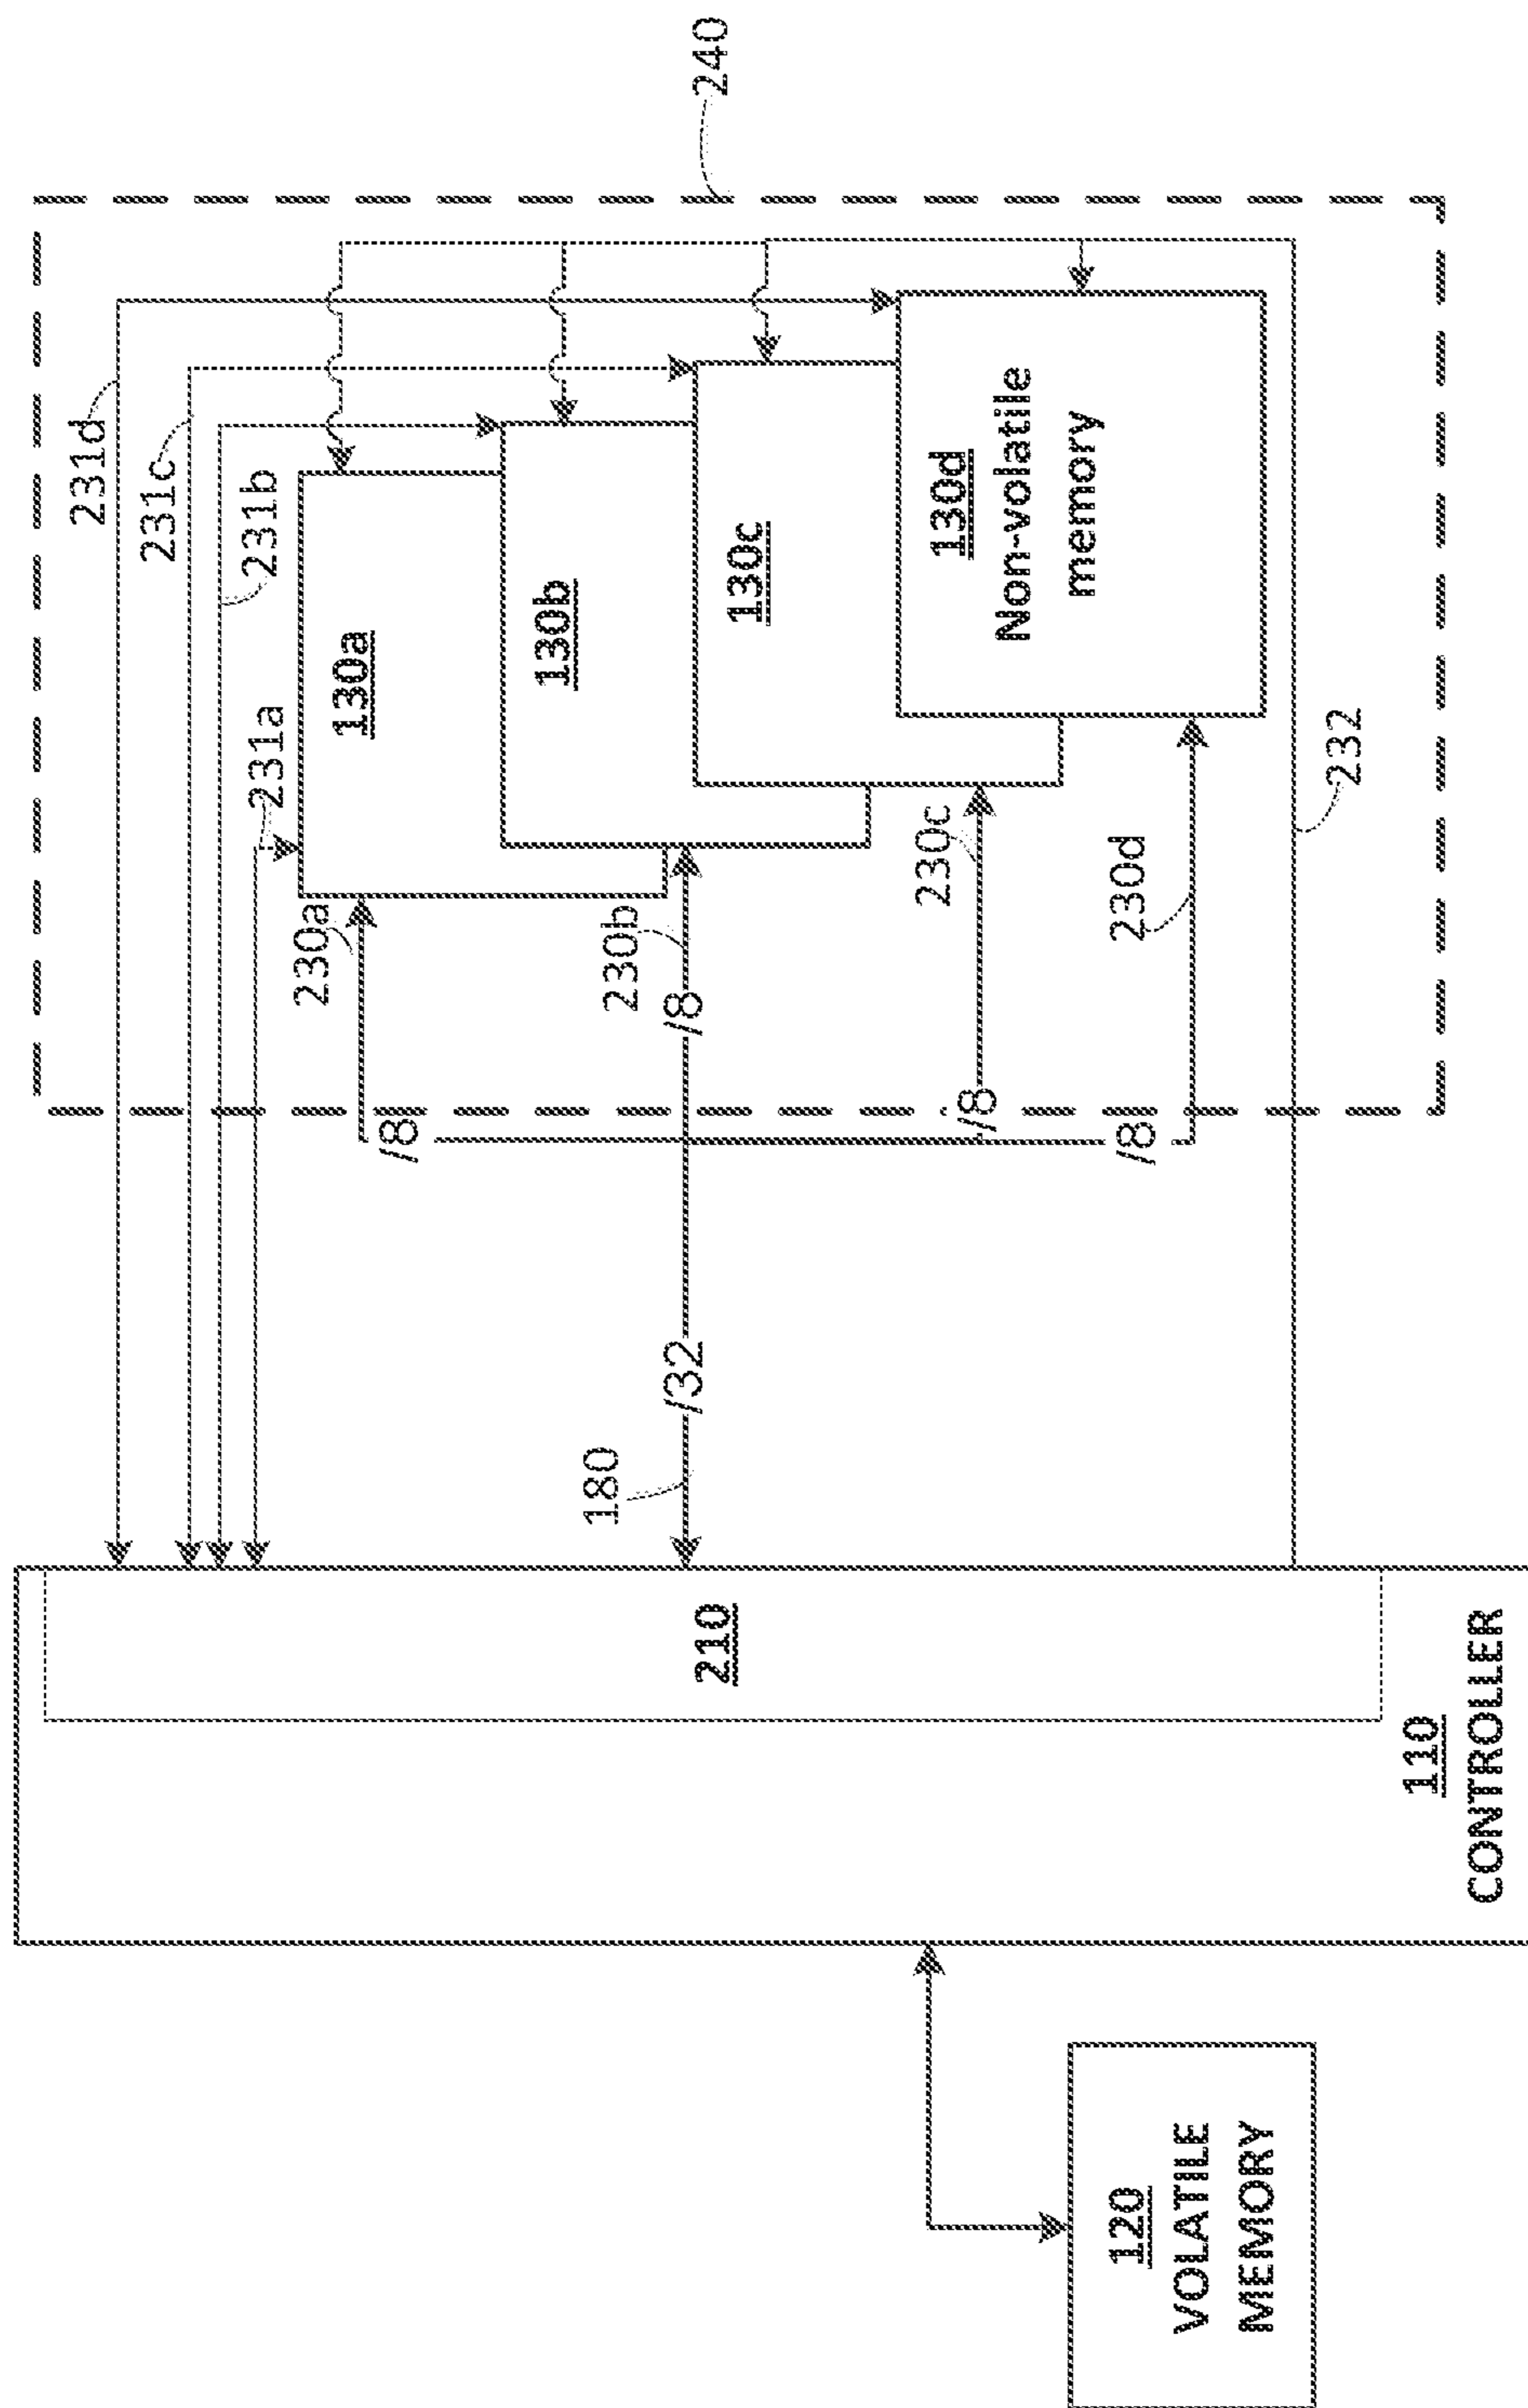 240
231d
231c
231b
231a
130a
130b
130c
130d
Non-volatile
memory
230a
230b
230c
230d
/8
/8
/8
/8
232
180
/32
210
110
CONTROLLER
120
VOLATILE
MEMORY